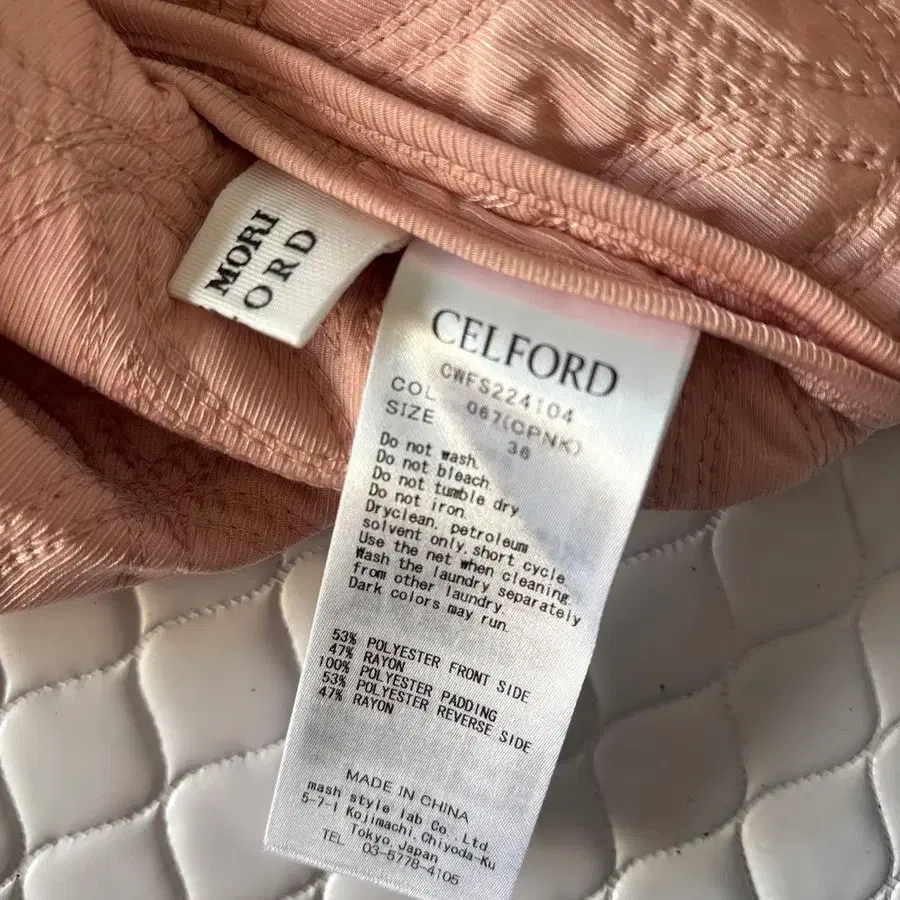 MORI
ORD
CELFORD
CWFS224104
COL 067(CPNK)
SIZE 36
Do not wash.
Do not bleach.
Do not tumble dry.
Do not iron.
Dryclean, petroleum
solvent only, short cycle.
Use the net when cleaning.
Wash the laundry separately
from other laundry.
Dark colors may run.
53% POLYESTER FRONT SIDE
47% RAYON
100% POLYESTER PADDING
53% POLYESTER REVERSE SIDE
47% RAYON
MADE IN CHINA
mash style lab Co., Ltd.
5-7-1 Kojimachi, Chiyoda-Ku
Tokyo, Japan
TEL 03-5778-4105